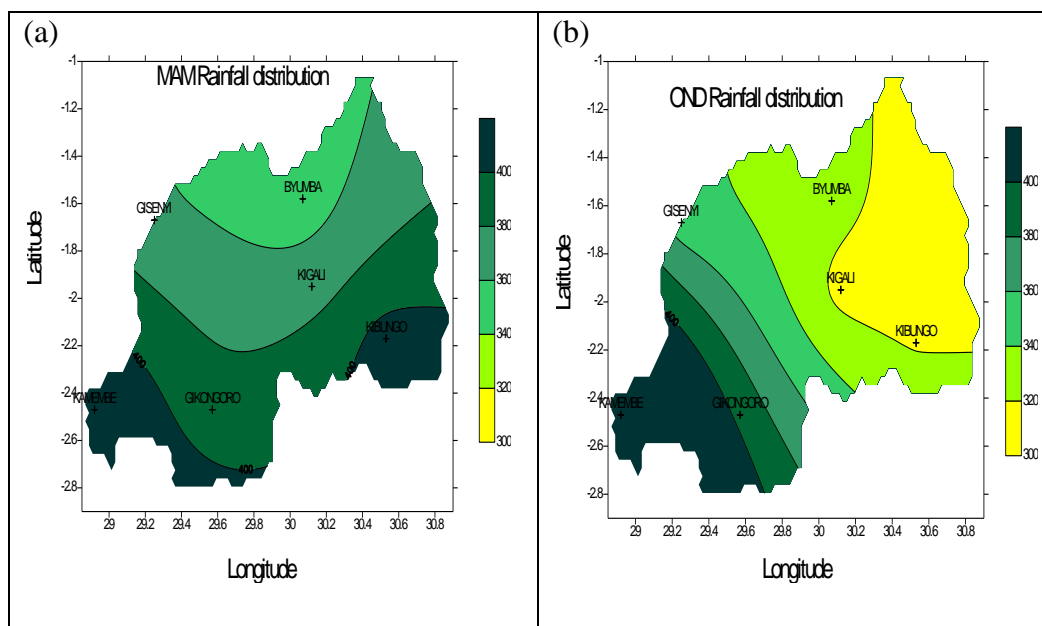 (a)
MAM Rainfall distribution
-1
-1.2
-1.4
-1.6
-1.8
-2
-2.2
-2.4
-2.6
-2.8
Latitude
29
29.2
29.4
29.6
29.8
30
30.2
30.4
30.6
30.8
Longitude
BYUMBA
GISENYI
KIGALI
KIBUNGO
KAMEMBE
GIKONGORO
400
400
400
400
380
360
340
320
300
(b)
OND Rainfall distribution
-1
-1.2
-1.4
-1.6
-1.8
-2
-2.2
-2.4
-2.6
-2.8
Latitude
29
29.2
29.4
29.6
29.8
30
30.2
30.4
30.6
30.8
Longitude
BYUMBA
GISENYI
KIGALI
KIBUNGO
KAMEMBE
GIKONGORO
400
400
380
360
340
320
300